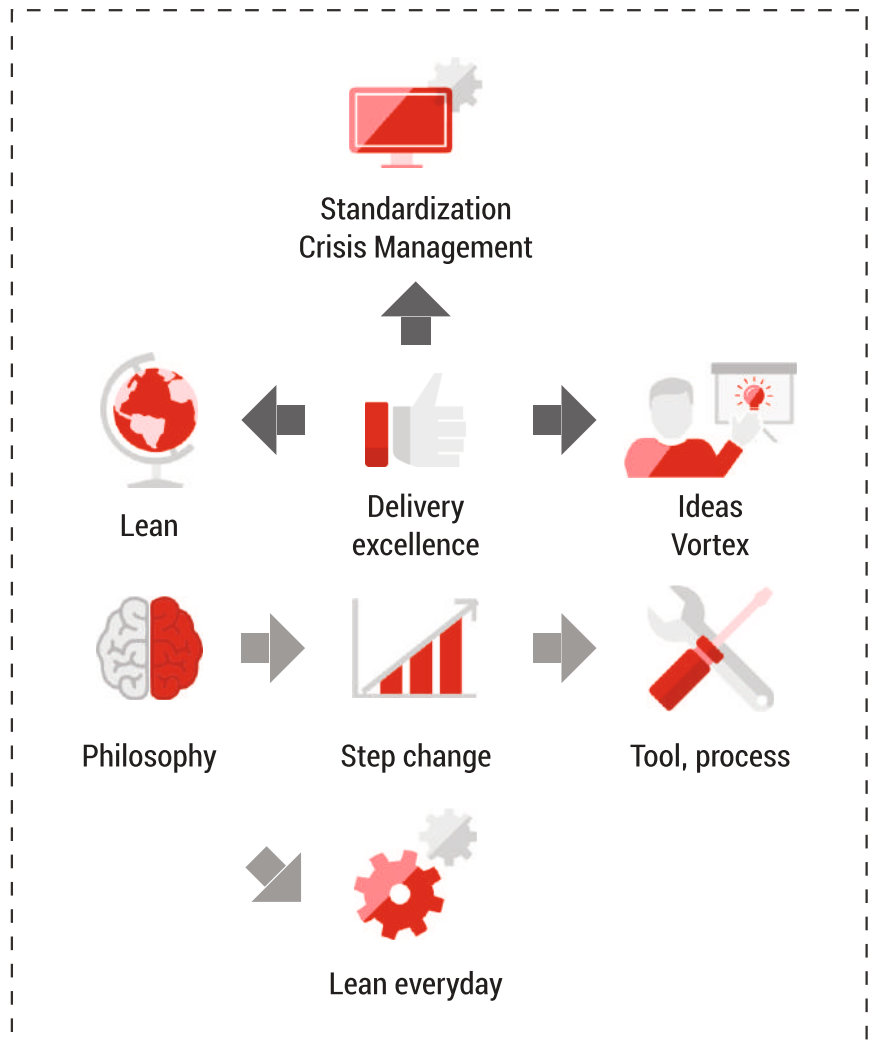 Standardization
Crisis Management
Lean
Delivery
excellence
Ideas
Vortex
Philosophy
Step change
Tool, process
Lean everyday